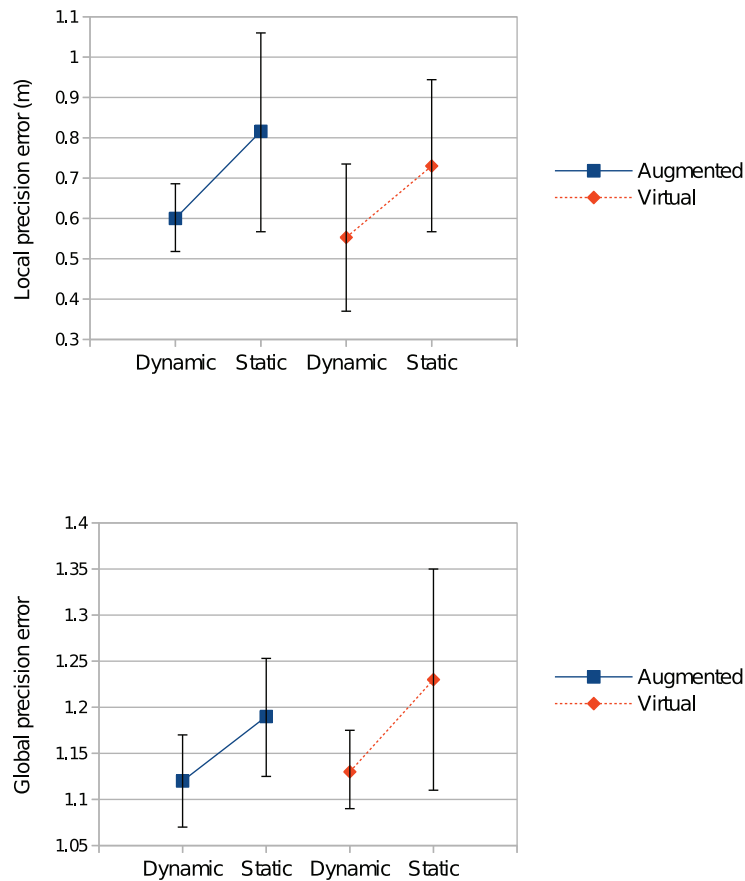 1.1
1
0.9
0.8
0.7
0.6
0.5
0.4
0.3
Local precision error (m)
Dynamic Static Dynamic Static
Augmented
Virtual
1.4
1.35
1.3
1.25
1.2
1.15
1.1
1.05
Global precision error
Dynamic Static Dynamic Static
Augmented
Virtual